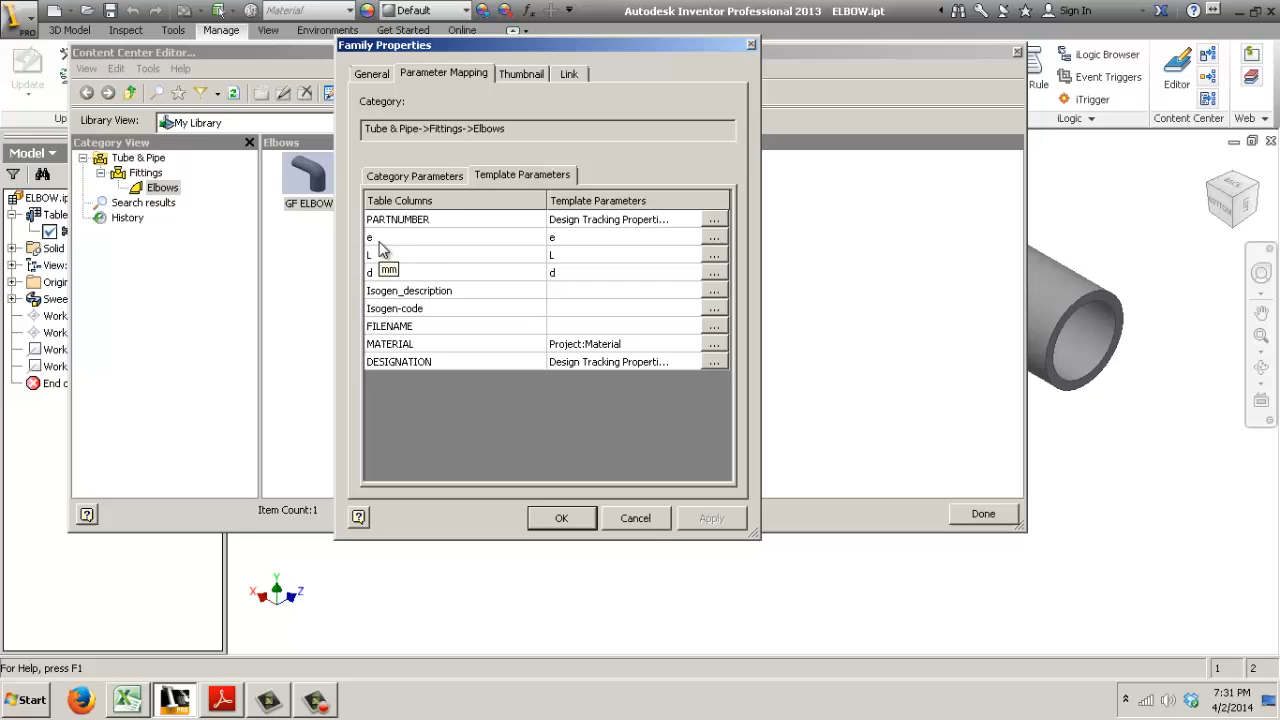 PRO
Material
Default
Autodesk Inventor Professional 2013 ELBOW.ipt
Sign In
3D Model
Inspect
Tools
Manage
View
Environments
Get Started
Online
Update
Content Center Editor...
View
Edit
Tools
Help
Library View:
My Library
Category View
Tube & Pipe
Fittings
Elbows
Search results
History
Elbows
GF ELBOW
Item Count:1
Done
Family Properties
General
Parameter Mapping
Thumbnail
Link
Category:
Tube & Pipe->Fittings->Elbows
Category Parameters
Template Parameters
Table Columns
Template Parameters
PARTNUMBER
Design Tracking Properti...
...
e
e
...
L
L
...
d
d
...
mm
Isogen_description
...
Isogen-code
...
FILENAME
...
MATERIAL
Project:Material
...
DESIGNATION
Design Tracking Properti...
...
OK
Cancel
Apply
Rule
iLogic Browser
Event Triggers
iTrigger
iLogic
Editor
Content Center
Web
Model
ELBOW.ip
Table
Solid
View:
Origi
Swee
Work
Work
Work
Work
End o
BACK
BOTTOM
X
Y
Z
For Help, press F1
1
2
Start
7:31 PM
4/2/2014